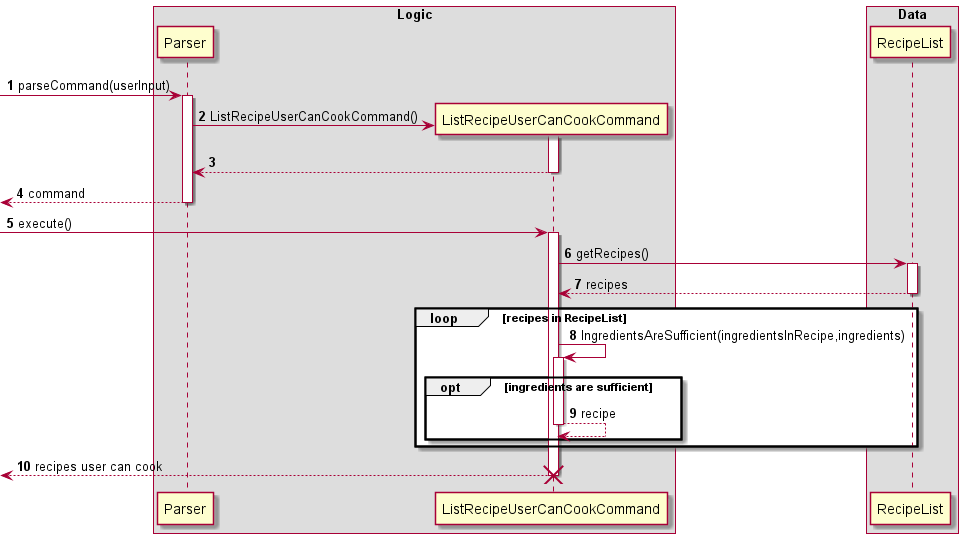 Logic
Data
Parser
RecipeList
1 parseCommand(userInput)
2 ListRecipeUserCanCookCommand()
ListRecipeUserCanCookCommand
3
4 command
5 execute()
6 getRecipes()
7 recipes
loop [recipes in RecipeList]
8 IngredientsAreSufficient(ingredientsInRecipe,ingredients)
opt [ingredients are sufficient]
9 recipe
10 recipes user can cook
Parser
ListRecipeUserCanCookCommand
RecipeList